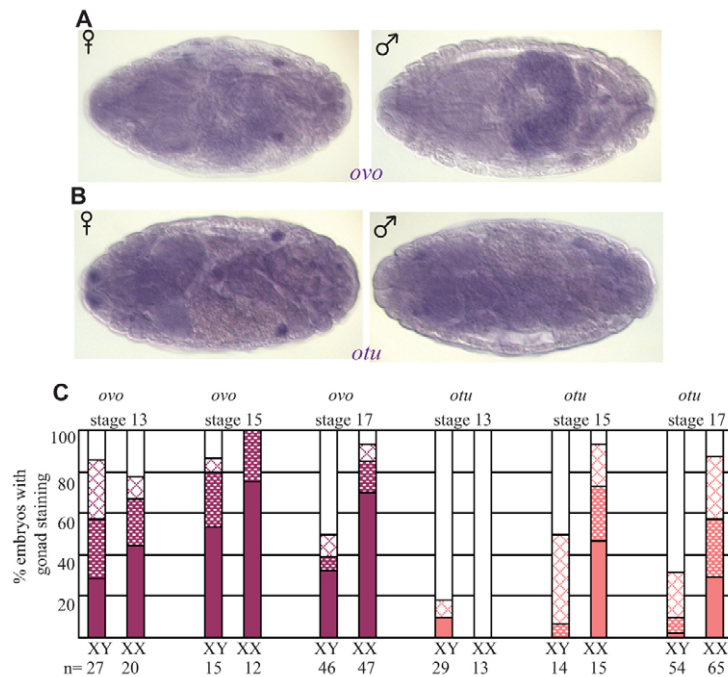 A
♀
♂
ovo
B
♀
♂
otu
C
ovo ovo ovo otu otu otu
stage 13 stage 15 stage 17 stage 13 stage 15 stage 17
% embryos with
gonad staining
100
80
60
40
20
XY XX XY XX XY XX XY XX XY XX XY XX
n= 27 20 15 12 46 47 29 13 14 15 54 65